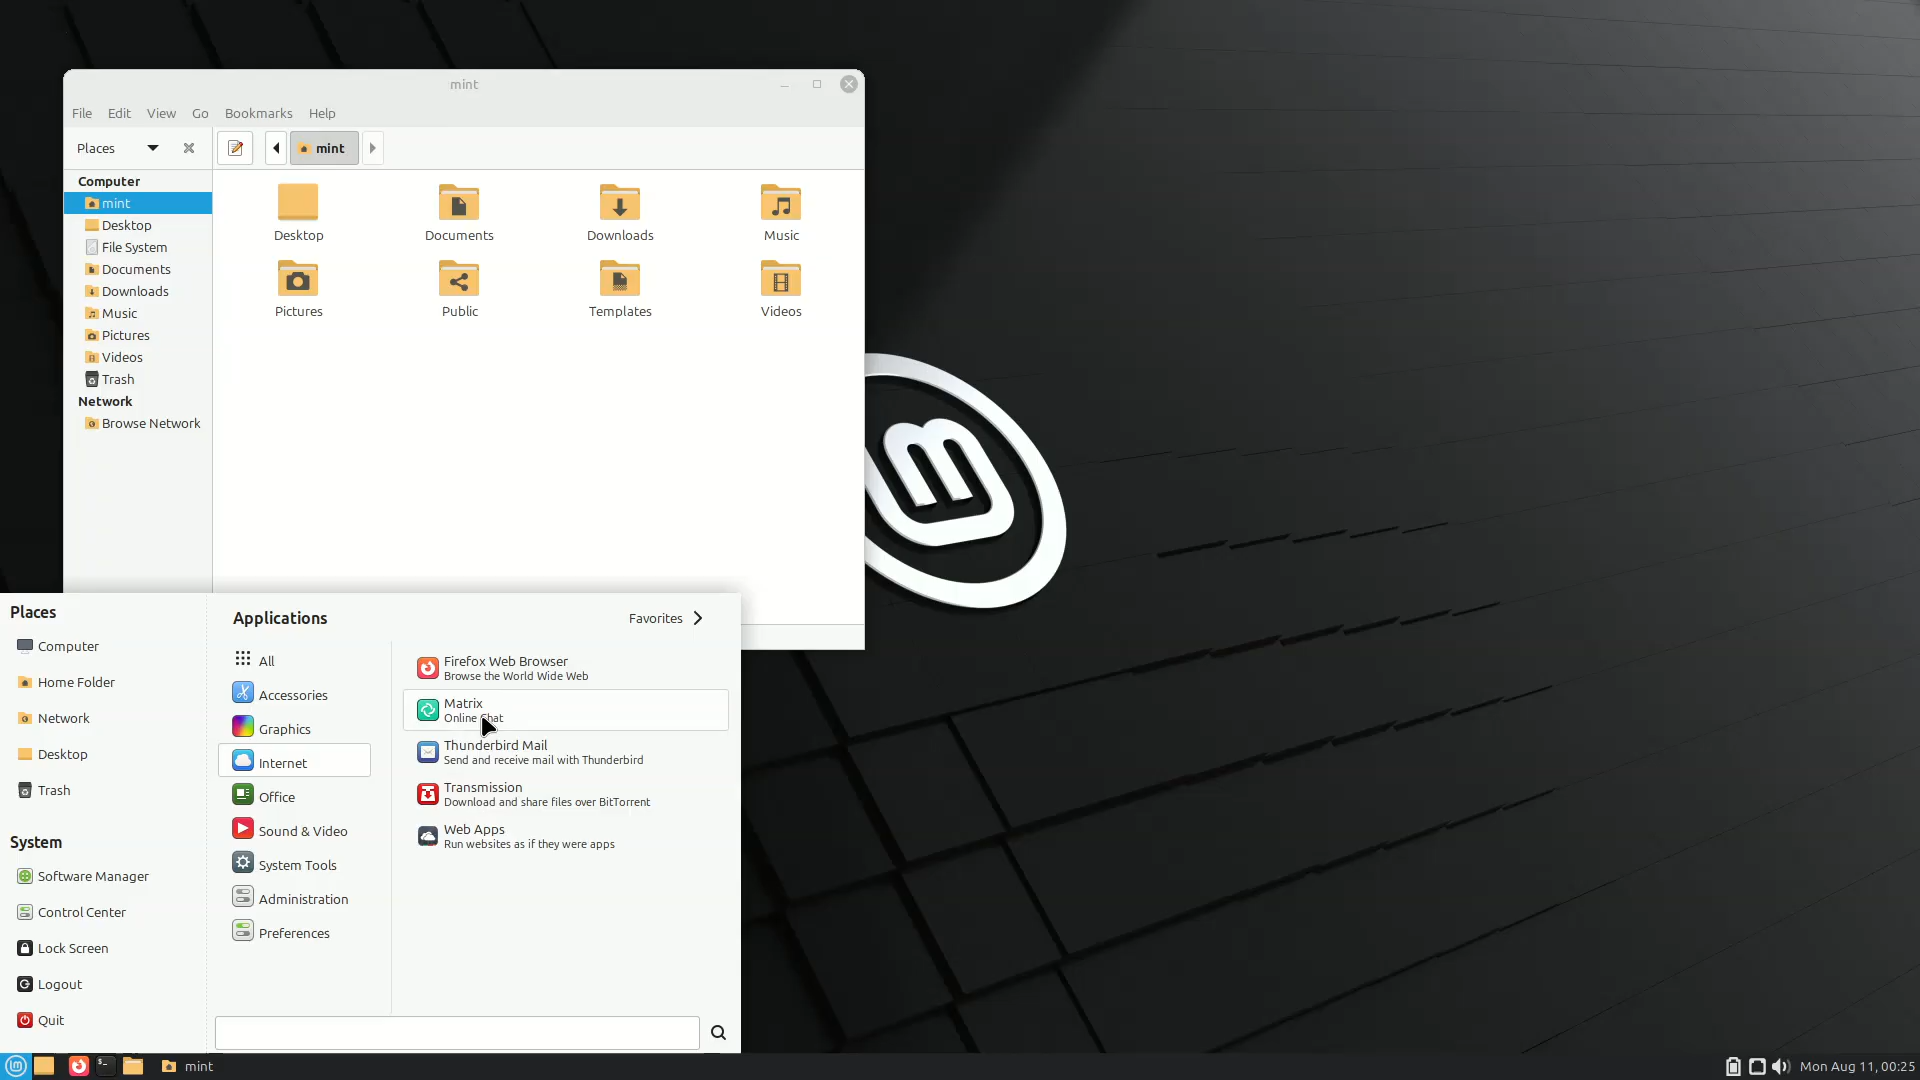 mint
File Edit View Go Bookmarks Help
Places
mint
Computer
mint
Desktop
File System
Documents
Downloads
Music
Pictures
Videos
Trash
Network
Browse Network
Desktop Documents Downloads Music
Pictures Public Templates Videos
Places
Computer
Home Folder
Network
Desktop
Trash
System
Software Manager
Control Center
Lock Screen
Logout
Quit
Applications
Favorites
All
Accessories
Graphics
Internet
Office
Sound & Video
System Tools
Administration
Preferences
Firefox Web Browser
Browse the World Wide Web
Matrix
Online Chat
Thunderbird Mail
Send and receive mail with Thunderbird
Transmission
Download and share files over BitTorrent
Web Apps
Run websites as if they were apps
mint
Mon Aug 11, 00:25